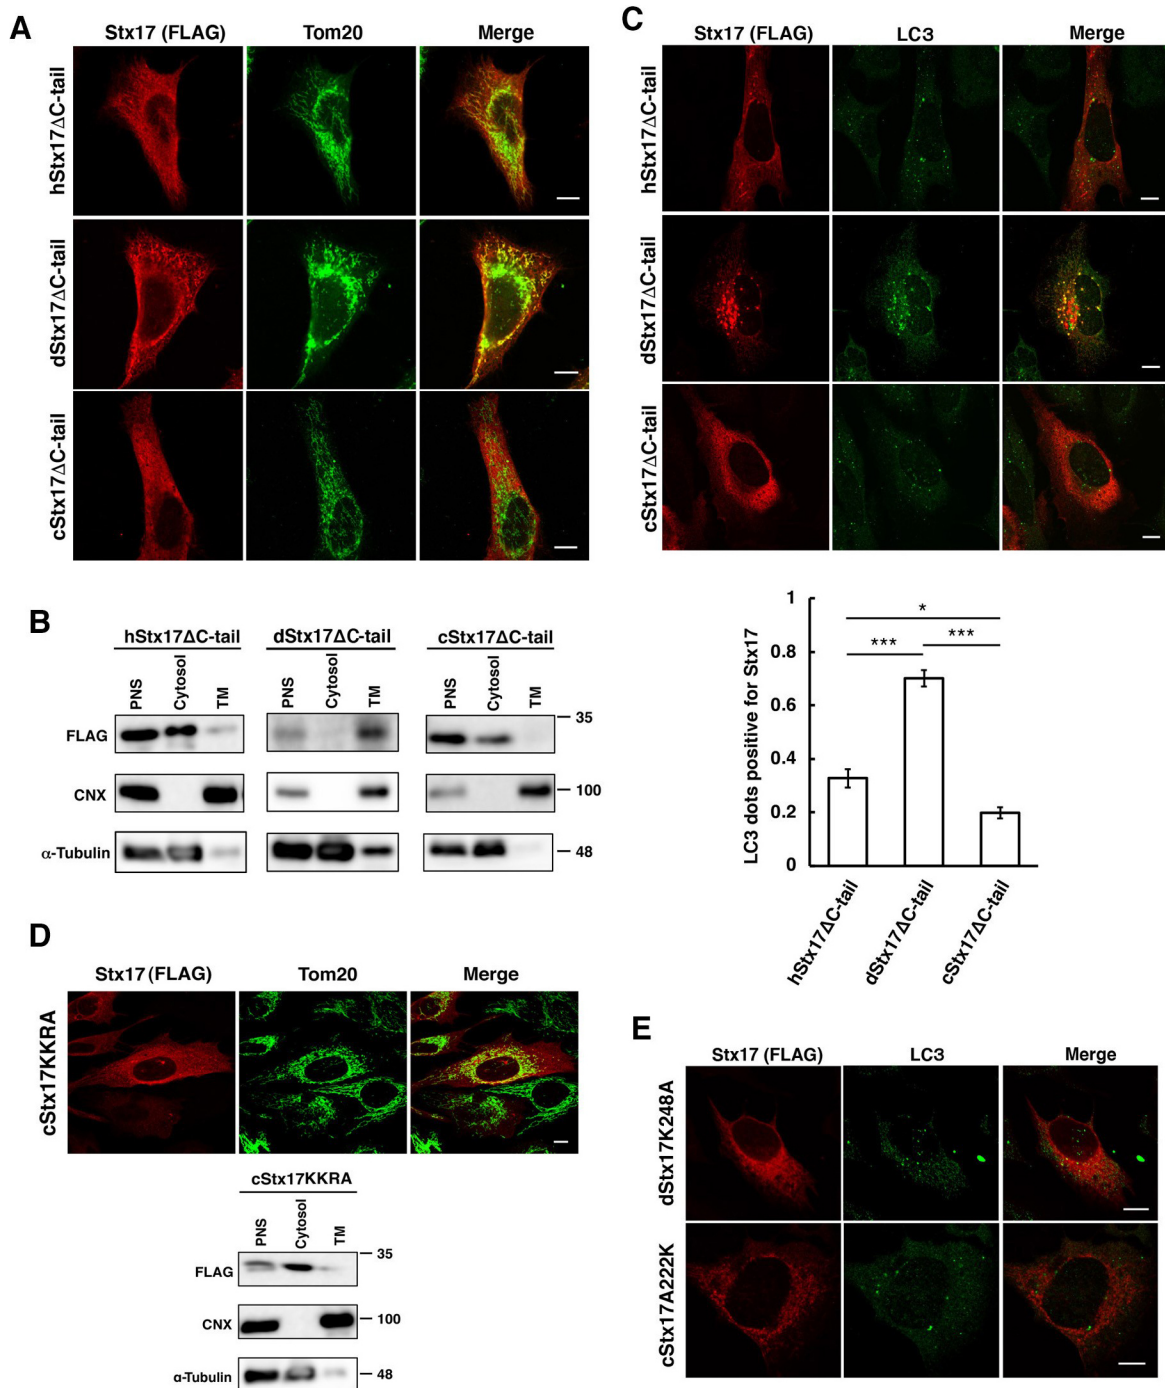 A
Stx17 (FLAG) Tom20 Merge
hStx17ΔC-tail
dStx17ΔC-tail
cStx17ΔC-tail
B
hStx17ΔC-tail dStx17ΔC-tail cStx17ΔC-tail
PNS Cytosol TM PNS Cytosol TM PNS Cytosol TM
35
FLAG
CNX
100
α-Tubulin
48
C
Stx17 (FLAG) LC3 Merge
hStx17ΔC-tail
dStx17ΔC-tail
cStx17ΔC-tail
LC3 dots positive for Stx17
1
0.8
0.6
0.4
0.2
0
*
*** ***
hStx17ΔC-tail dStx17ΔC-tail cStx17ΔC-tail
D
Stx17 (FLAG) Tom20 Merge
cStx17KKRA
cStx17KKRA
PNS Cytosol TM
35
FLAG
CNX
100
α-Tubulin
48
E
Stx17 (FLAG) LC3 Merge
dStx17K248A
cStx17A222K